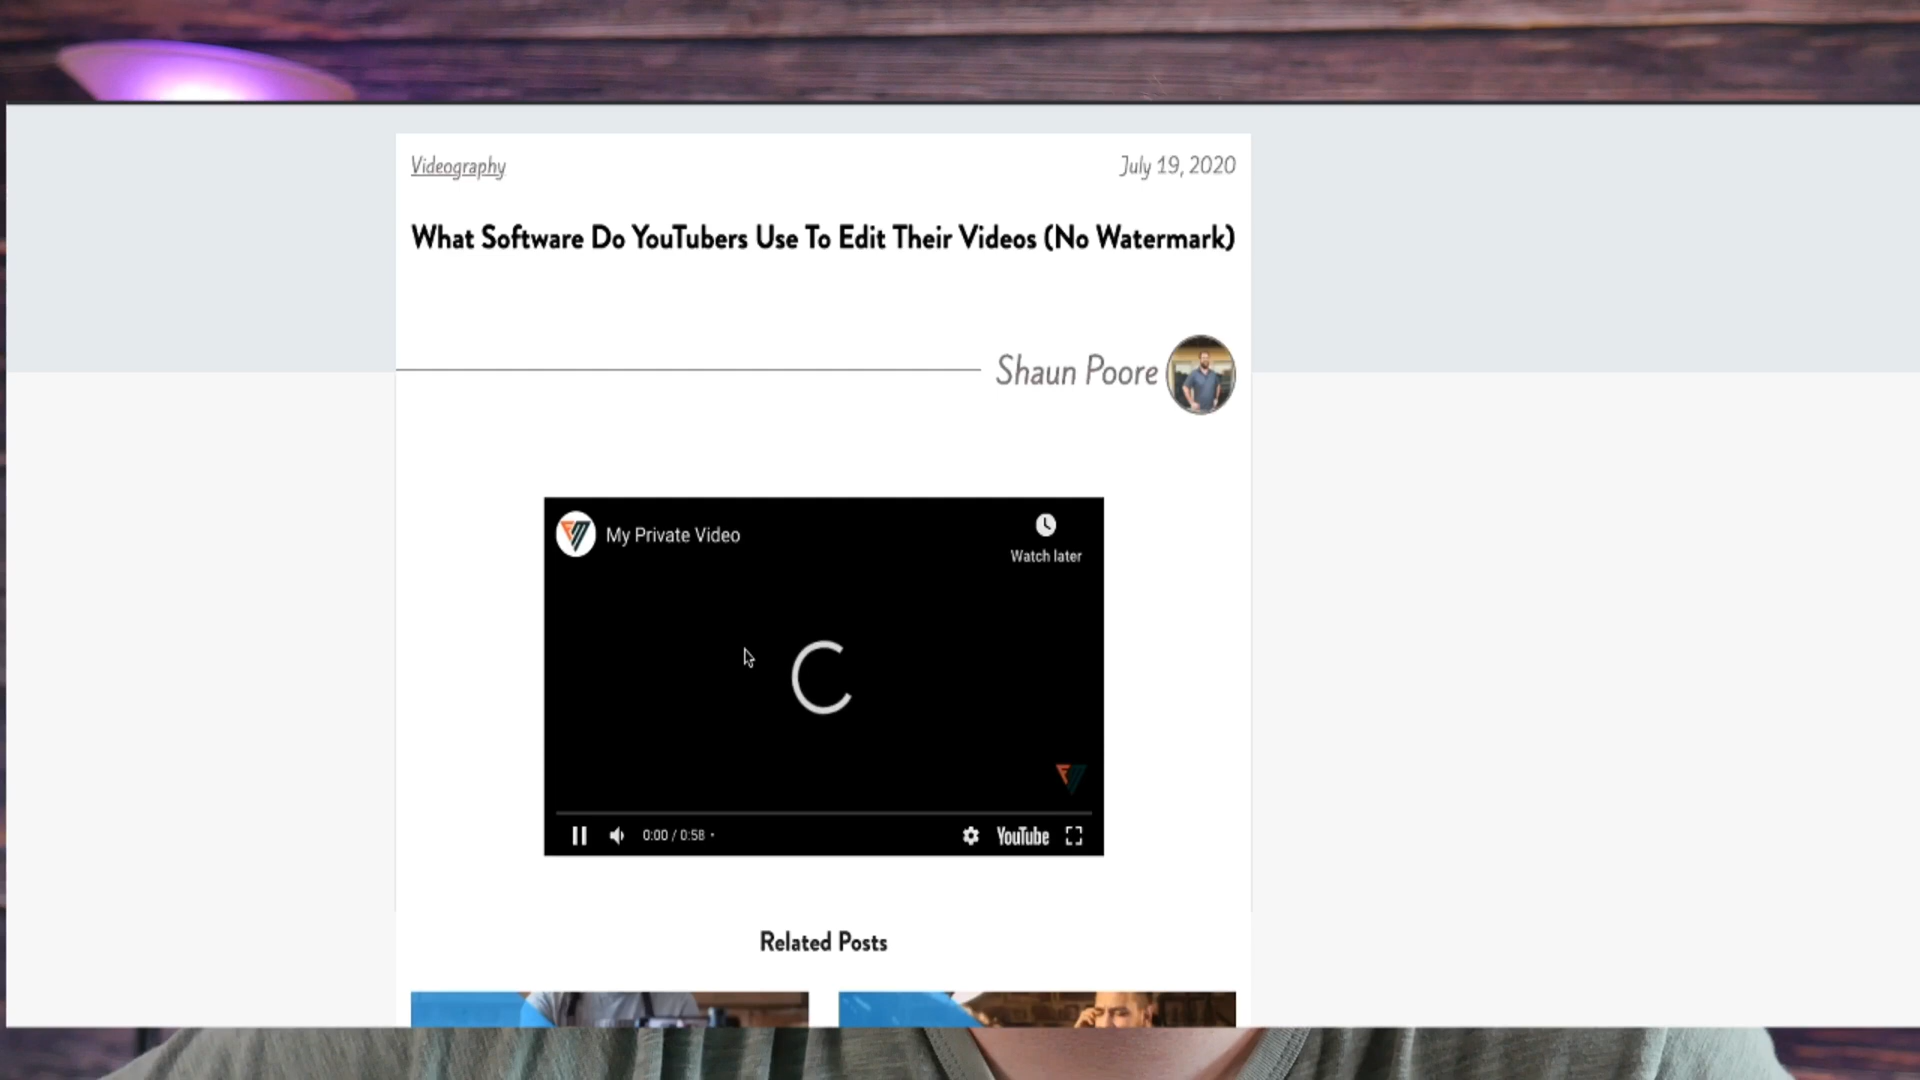 Videography
July 19, 2020
What Software Do YouTubers Use To Edit Their Videos (No Watermark)
Shaun Poore
My Private Video
Watch later
0:00 / 0:58
YouTube
Related Posts